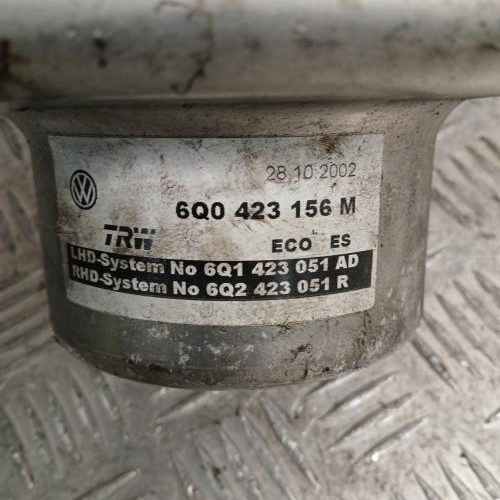 28.10.2002
VW
6Q0 423 156 M
TRW ECO ES
LHD-System No 6Q1 423 051 AD
RHD-System No 6Q2 423 051 R